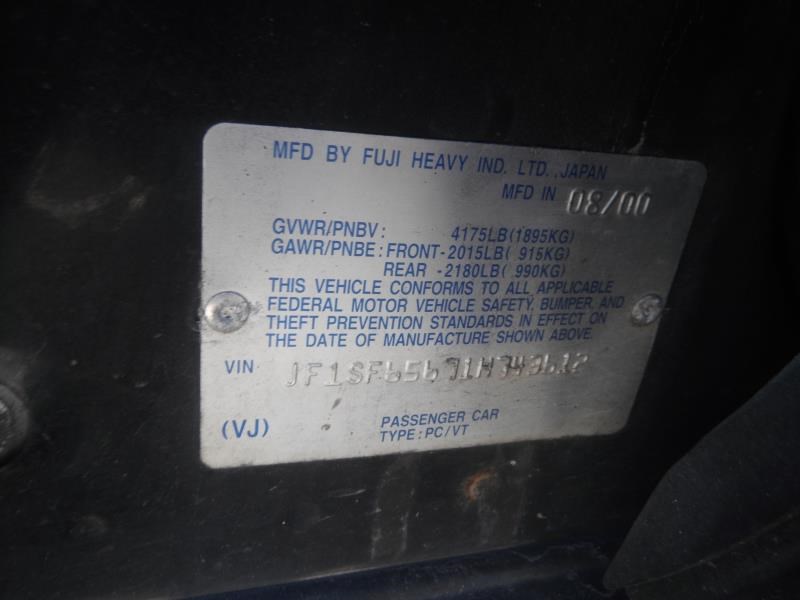 MFD BY FUJI HEAVY IND. LTD. ,JAPAN
MFD IN 08/00
GVWR/PNBV: 4175LB(1895KG)
GAWR/PNBE: FRONT-2015LB( 915KG)
REAR -2180LB( 990KG)
THIS VEHICLE CONFORMS TO ALL APPLICABLE
FEDERAL MOTOR VEHICLE SAFETY, BUMPER, AND
THEFT PREVENTION STANDARDS IN EFFECT ON
THE DATE OF MANUFACTURE SHOWN ABOVE.
VIN
(VJ) PASSENGER CAR
TYPE: PC/VT